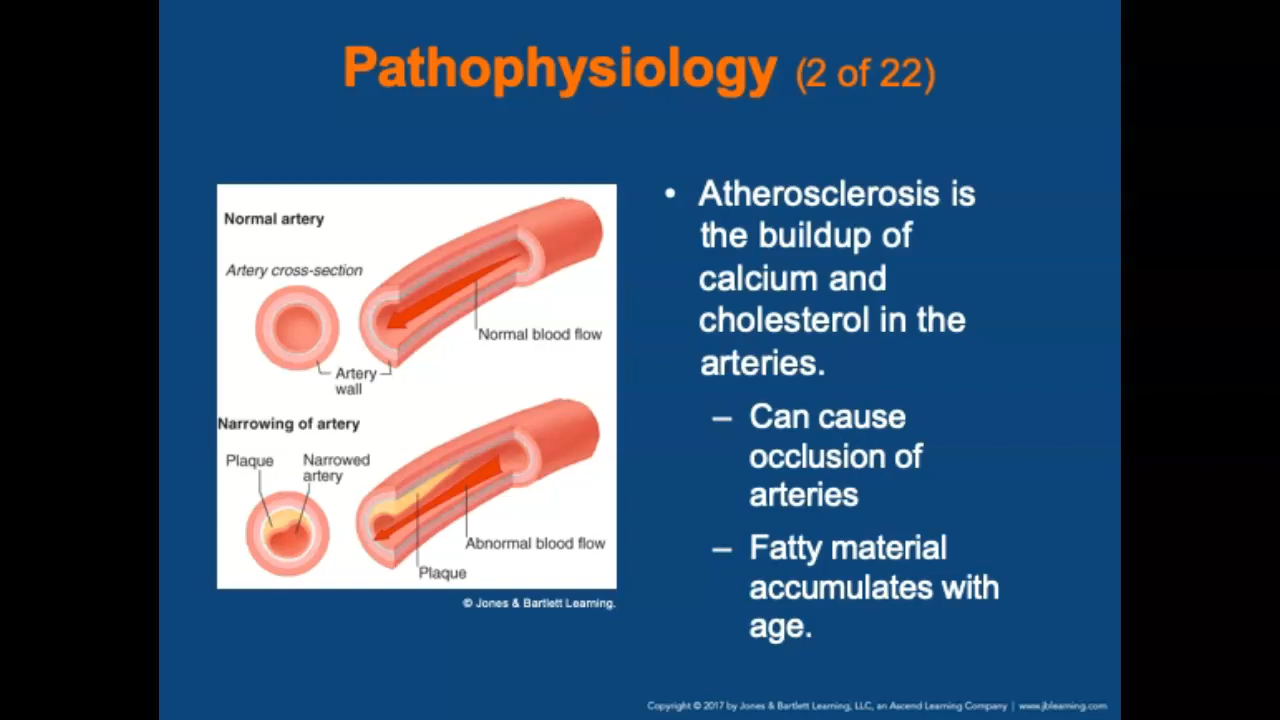 Pathophysiology (2 of 22)
Normal artery
Artery cross-section
Normal blood flow
Artery
wall
Narrowing of artery
Plaque
Narrowed
artery
Abnormal blood flow
Plaque
© Jones & Bartlett Learning.
• Atherosclerosis is
the buildup of
calcium and
cholesterol in the
arteries.
– Can cause
occlusion of
arteries
– Fatty material
accumulates with
age.
Copyright © 2017 by Jones & Bartlett Learning, LLC, an Ascend Learning Company | www.jblearning.com